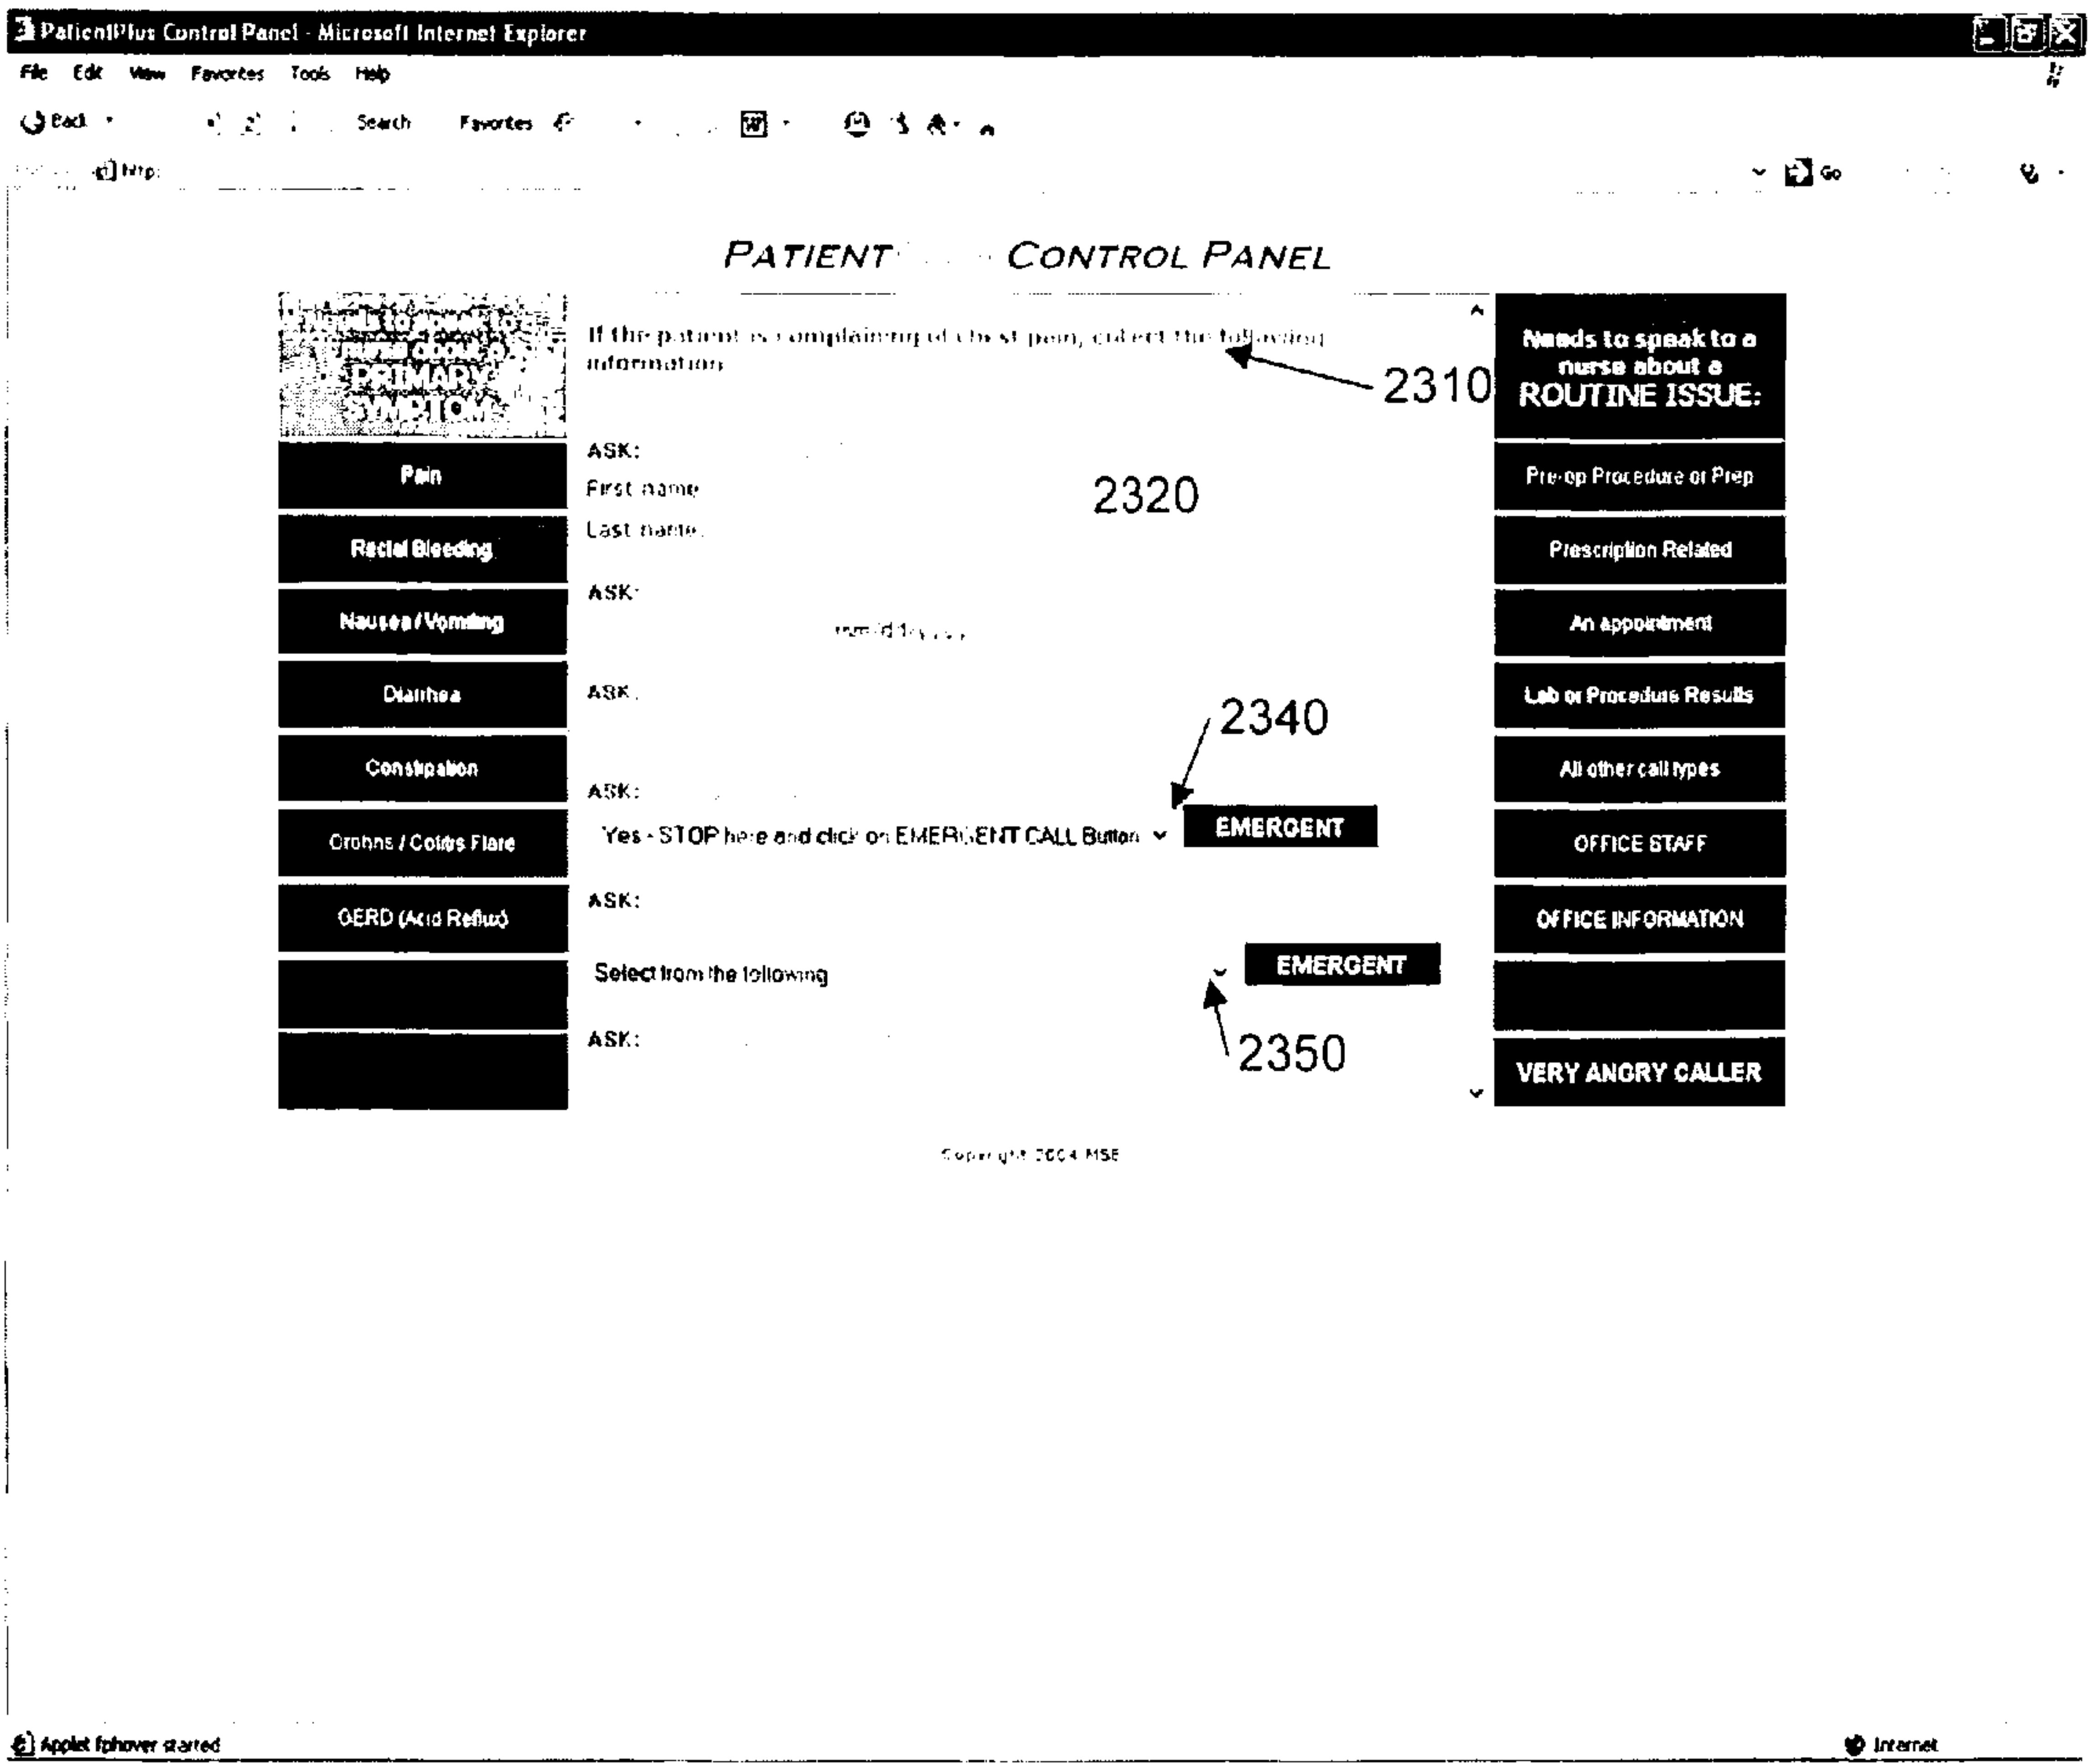 PatientPlus Control Panel - Microsoft Internet Explorer
File Edit View Favorites Tools Help
Back Search Favorites W
http: Go
PATIENT CONTROL PANEL
PRIMARY
SYMPTOM
Pain
Rectal Bleeding
Nausea / Vomiting
Diarrhea
Constipation
Crohns / Colitis Flare
GERD (Acid Reflux)
If the patient is complaining of chest pain, collect the following
information
2310
ASK:
First name
2320
Last name:
ASK:
ASK:
2340
ASK:
Yes - STOP here and click on EMERGENT CALL Button EMERGENT
ASK:
Select from the following EMERGENT
ASK:
2350
Needs to speak to a
nurse about a
ROUTINE ISSUE:
Pre-op Procedure or Prep
Prescription Related
An appointment
Lab or Procedure Results
All other call types
OFFICE STAFF
OFFICE INFORMATION
VERY ANGRY CALLER
Copyright 2004 MSE
Applet fphover started Internet